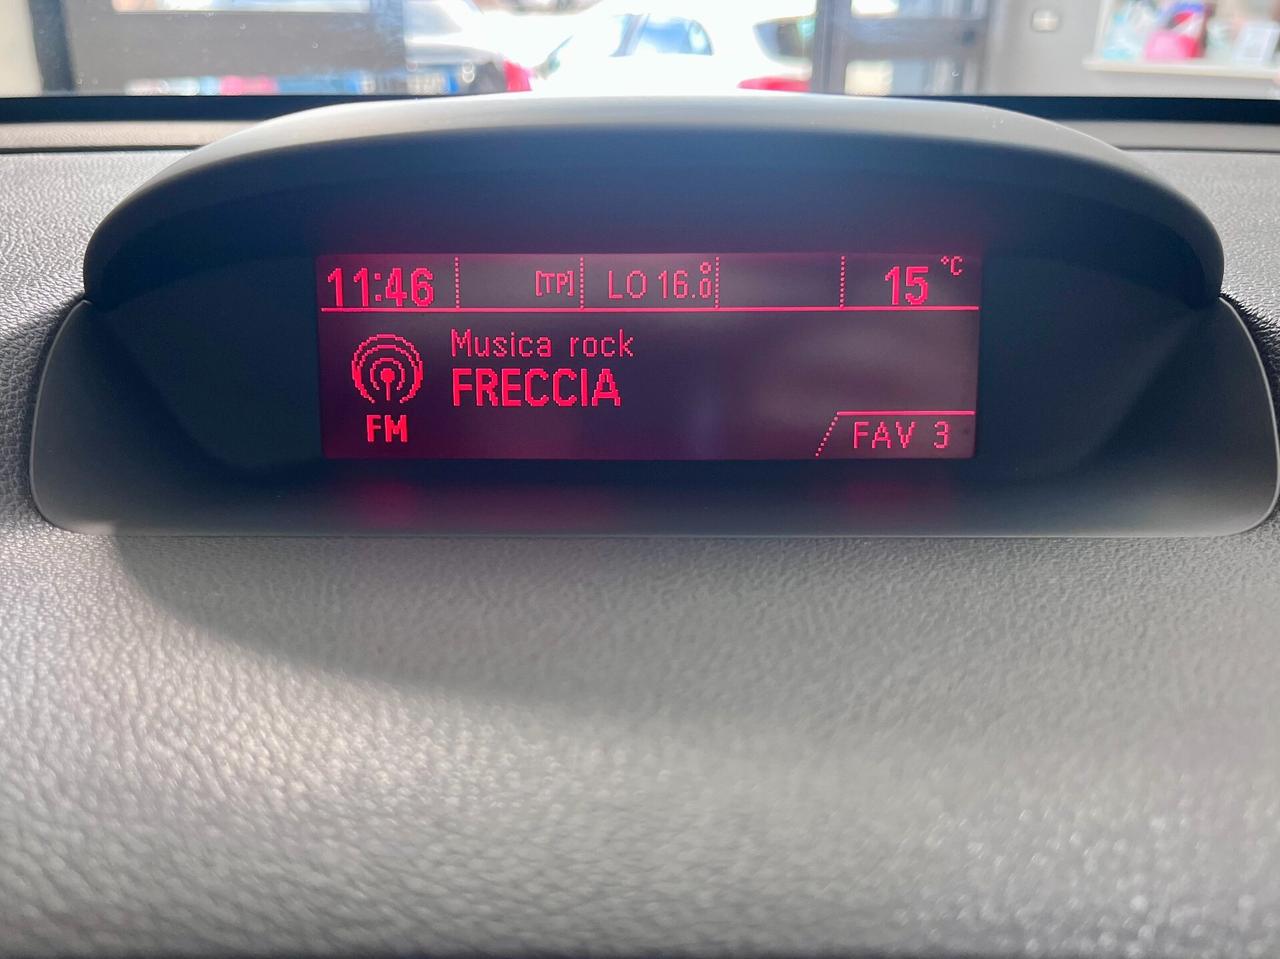 11:46 [TP] LO 16.0° 15 °C
Musica rock
FRECCIA
FM
FAV 3